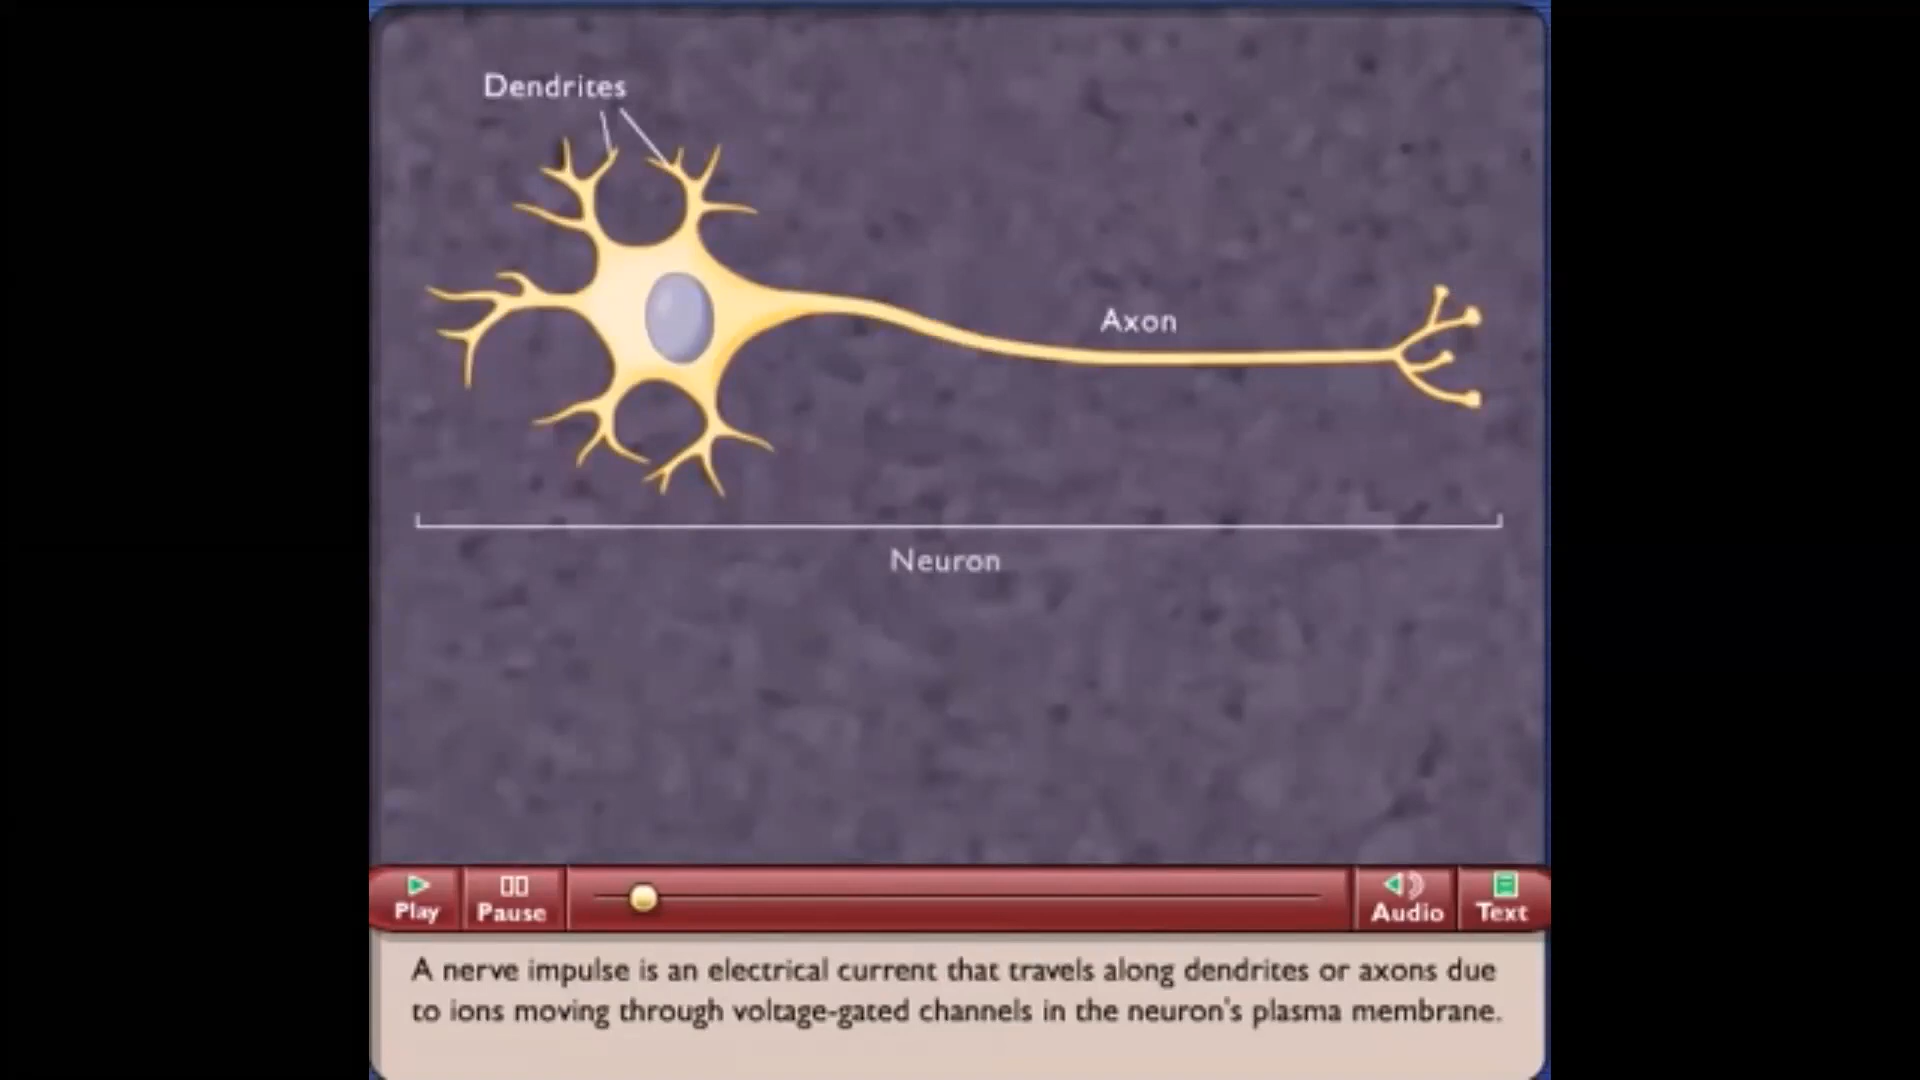 Dendrites
Axon
Neuron
Play
Pause
Audio
Text
A nerve impulse is an electrical current that travels along dendrites or axons due
to ions moving through voltage-gated channels in the neuron's plasma membrane.